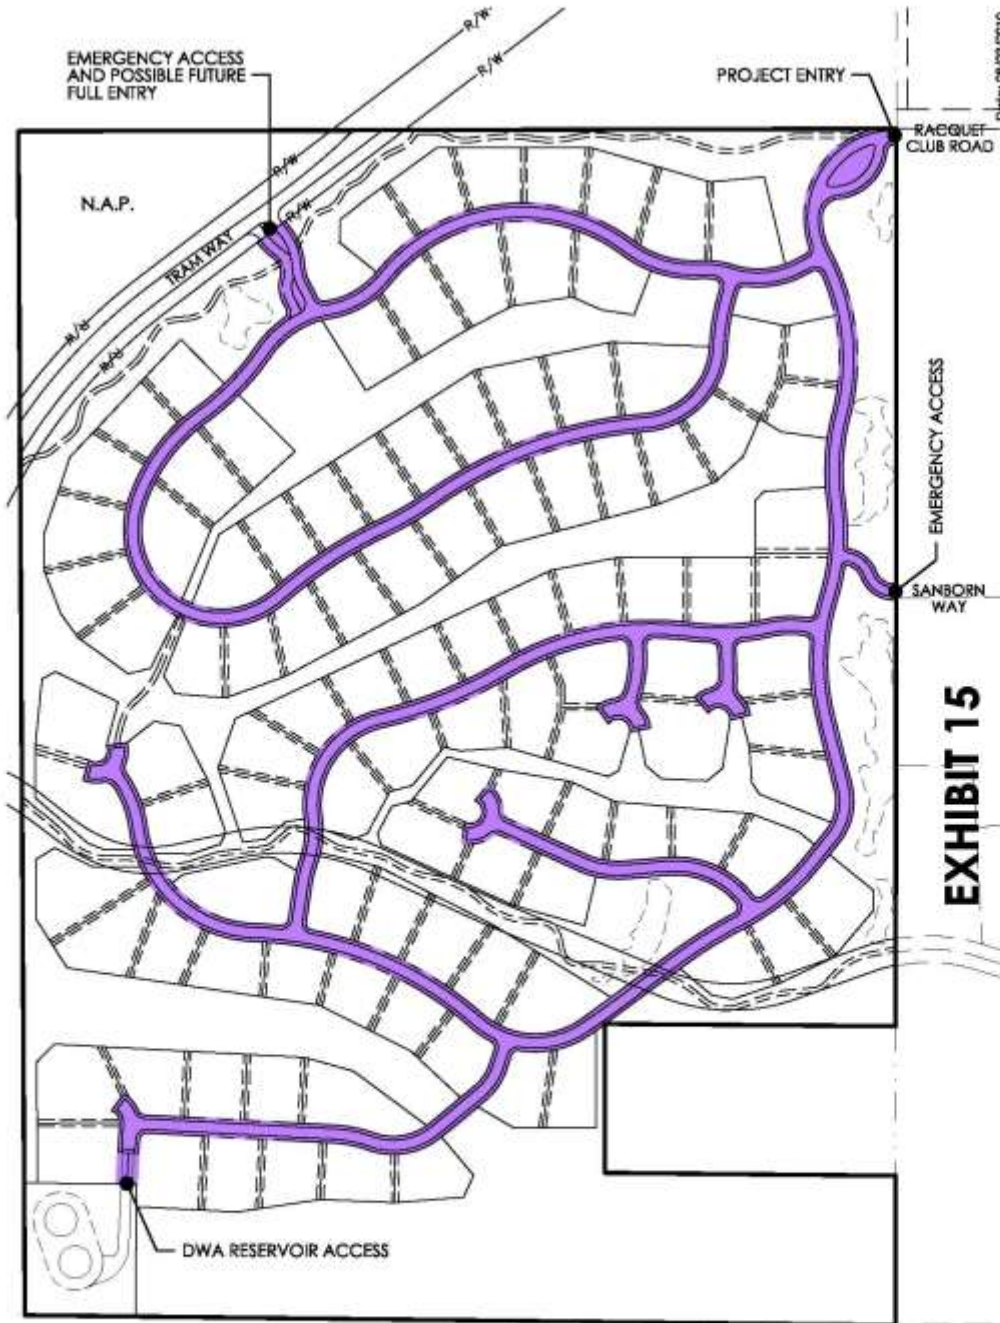 EMERGENCY ACCESS
AND POSSIBLE FUTURE
FULL ENTRY
R/W
R/W
PROJECT ENTRY
RACQUET
CLUB ROAD
R/W
R/W
N.A.P.
TRAM WAY
R/W
R/W
EMERGENCY ACCESS
SANBORN
WAY
EXHIBIT 15
DWA RESERVOIR ACCESS